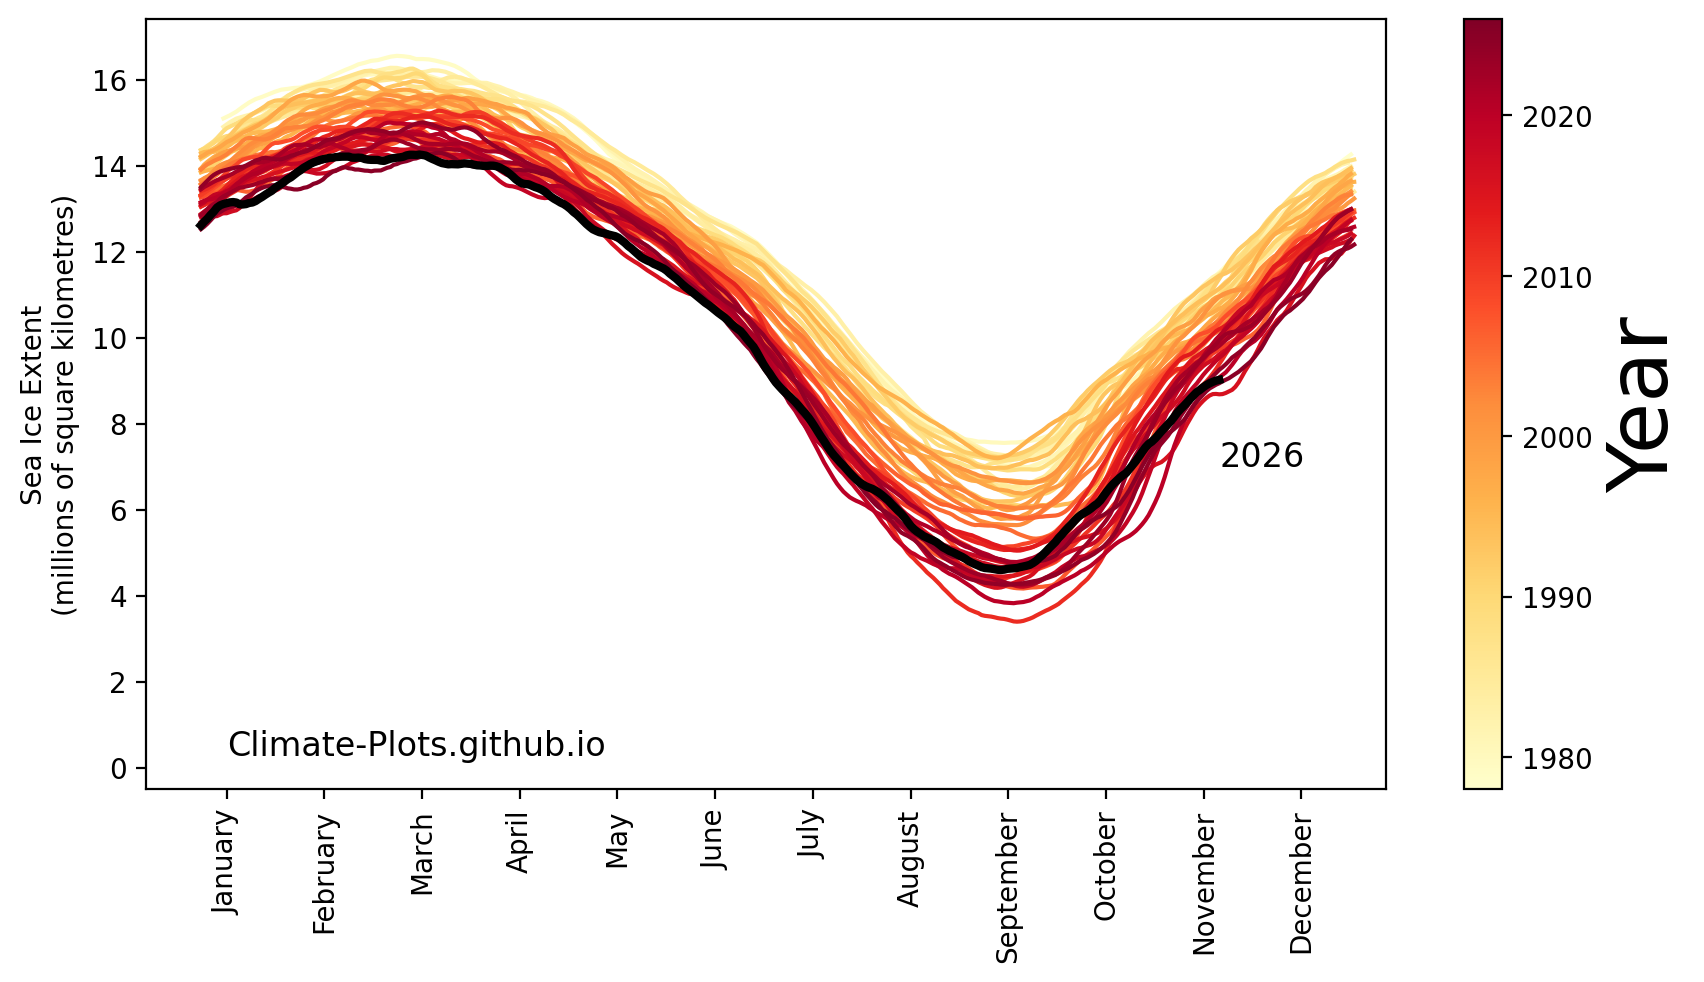 Sea Ice Extent
(millions of square kilometres)
16
14
12
10
8
6
4
2
0
2026
Climate-Plots.github.io
January
February
March
April
May
June
July
August
September
October
November
December
2020
2010
2000
1990
1980
Year